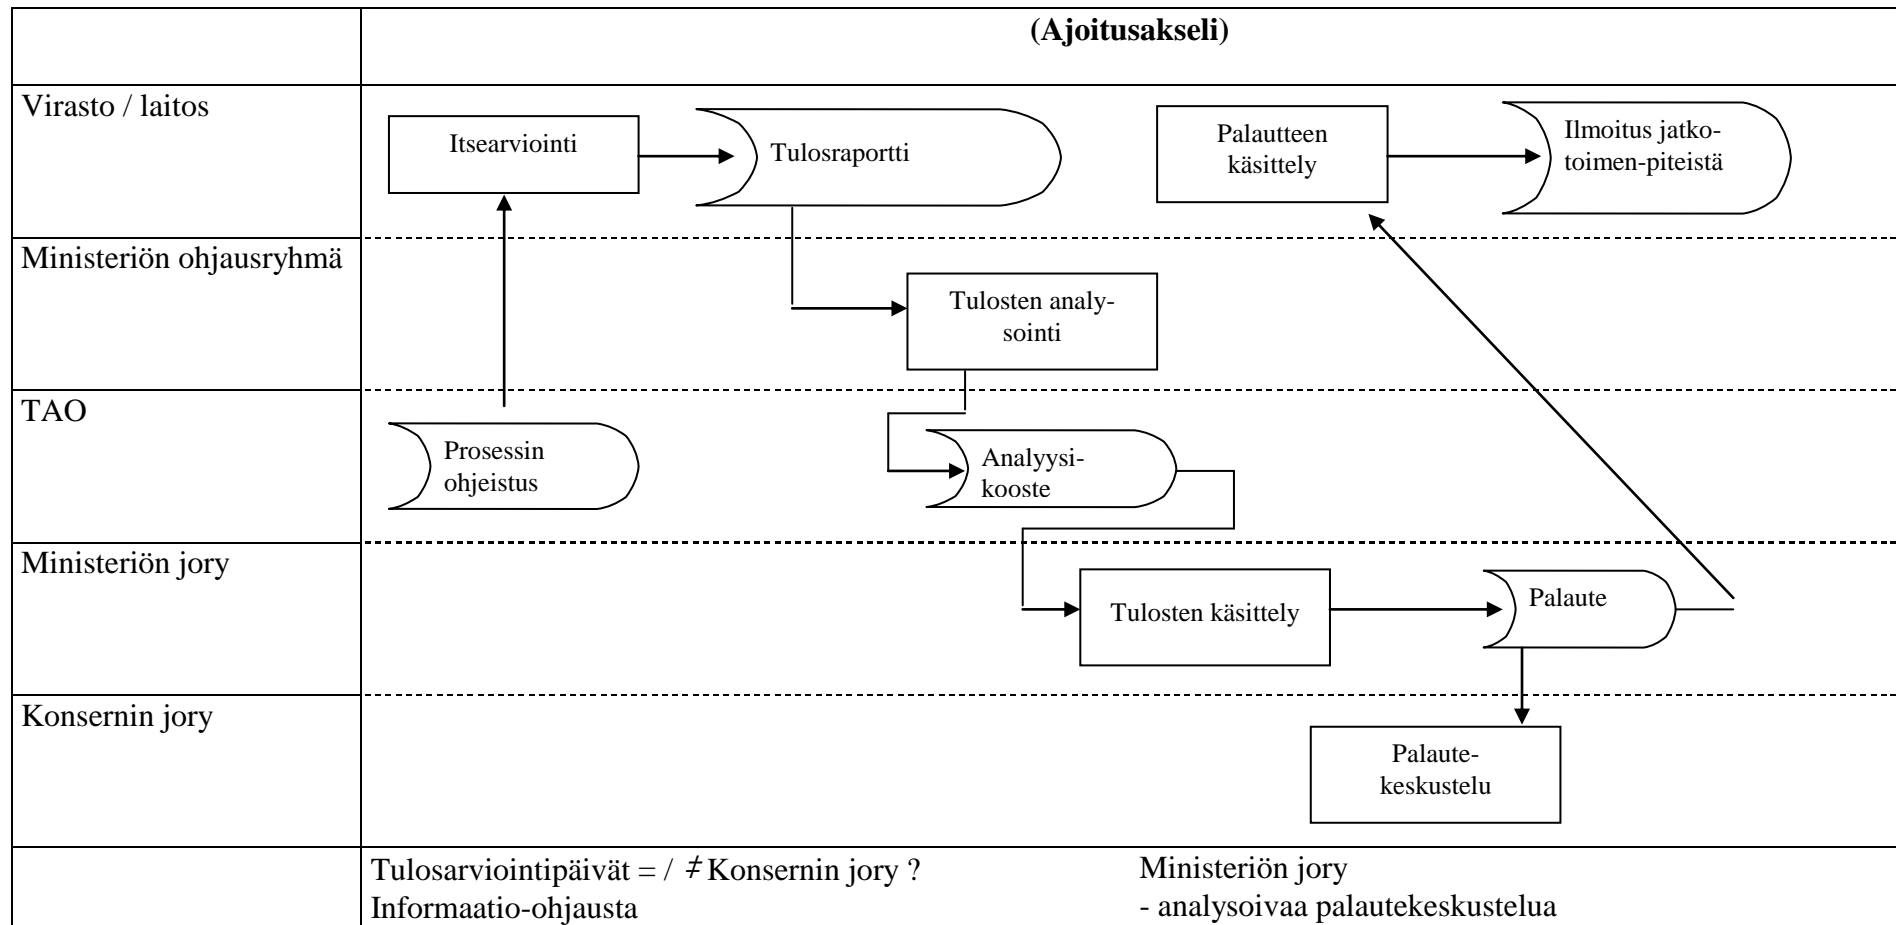 (Ajoitusakseli)
Virasto / laitos
Itsearviointi
Tulosraportti
Palautteen
käsittely
Ilmoitus jatko-
toimen-piteistä
Ministeriön ohjausryhmä
Tulosten analy-
sointi
TAO
Prosessin
ohjeistus
Analyysi-
kooste
Ministeriön jory
Tulosten käsittely
Palaute
Konsernin jory
Palaute-
keskustelu
Tulosarviointipäivät = / ≠ Konsernin jory ?
Informaatio-ohjausta
Ministeriön jory
- analysoivaa palautekeskustelua